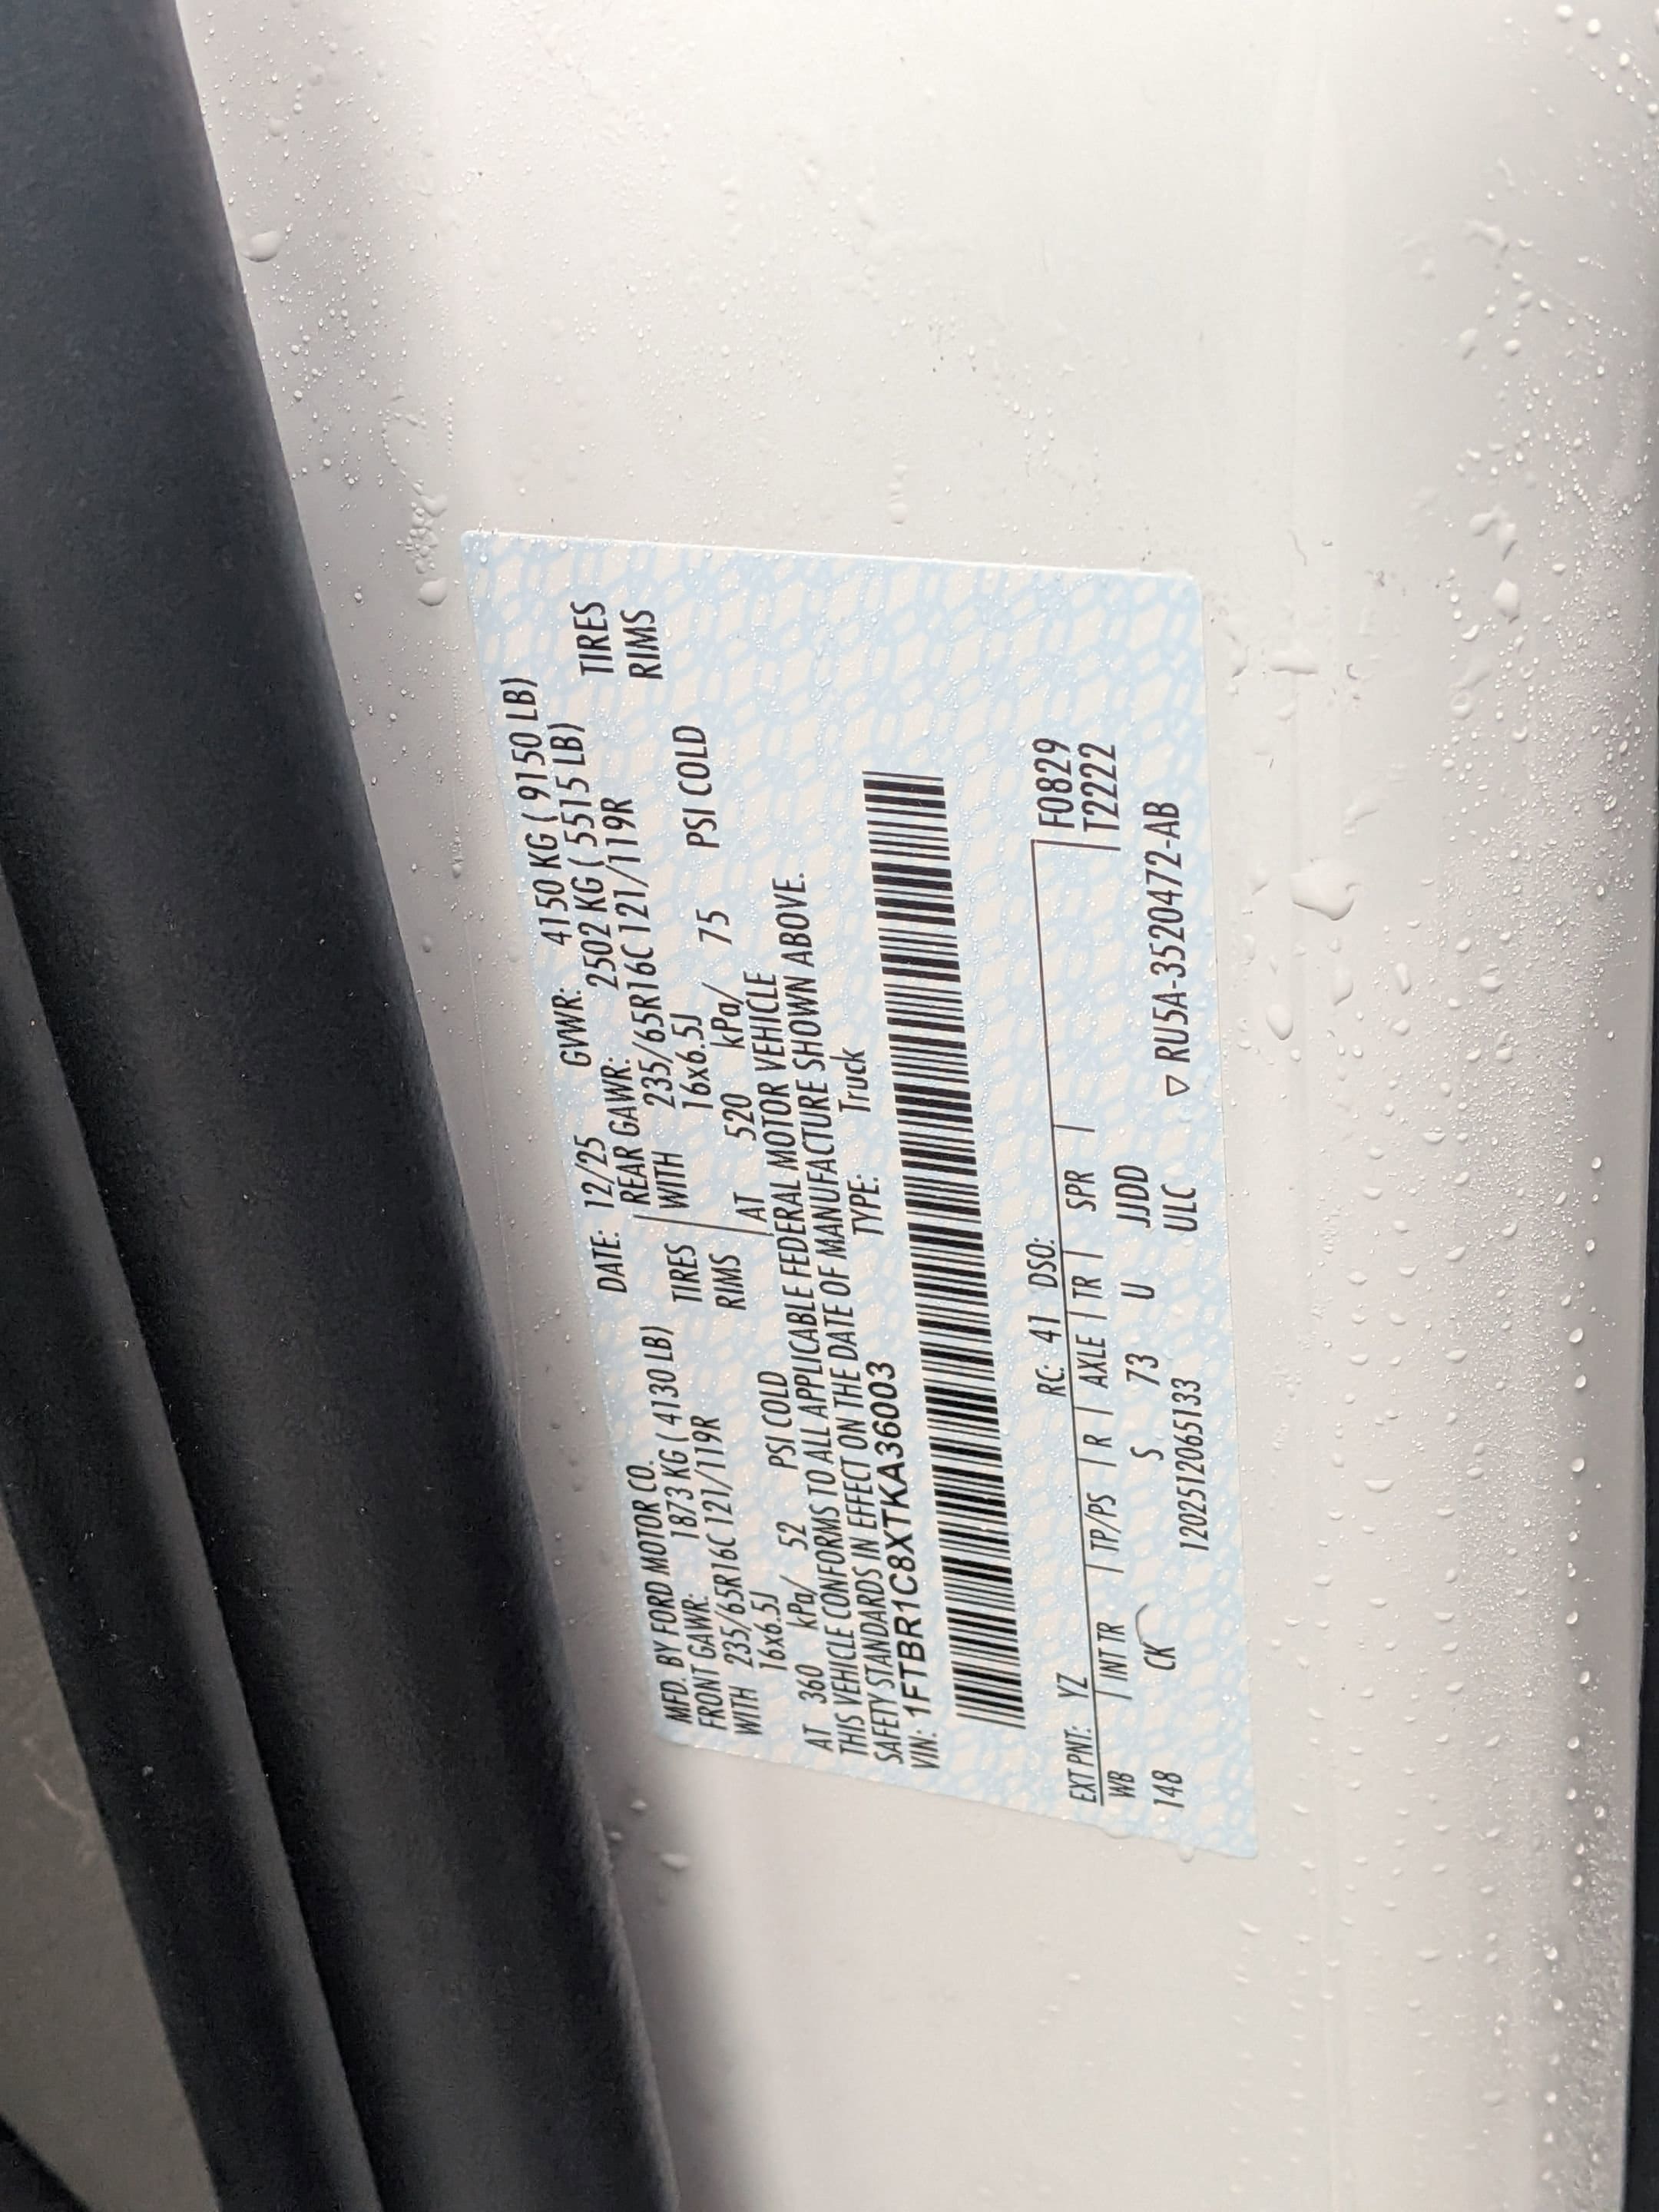 MFD. BY FORD MOTOR CO. DATE: 12/25 GVWR: 4150 KG ( 9150 LB)
FRONT GAWR: 1873 KG ( 4130 LB) REAR GAWR: 2502 KG ( 5515 LB)
WITH 235/65R16C 121/119R TIRES WITH 235/65R16C 121/119R TIRES
16x6.5J RIMS 16x6.5J RIMS
AT 360 kPa/ 52 PSI COLD AT 520 kPa/ 75 PSI COLD
THIS VEHICLE CONFORMS TO ALL APPLICABLE FEDERAL MOTOR VEHICLE
SAFETY STANDARDS IN EFFECT ON THE DATE OF MANUFACTURE SHOWN ABOVE.
VIN: 1FTBR1C8XTKA36003 TYPE: Truck
EXT PNT: YZ RC: 41 DSO: F0829
WB | INT TR | TP/PS | R | AXLE | TR | SPR | T2222
148 CK S 73 U JJDD
1202512065133 ULC ▽ RU5A-3520472-AB